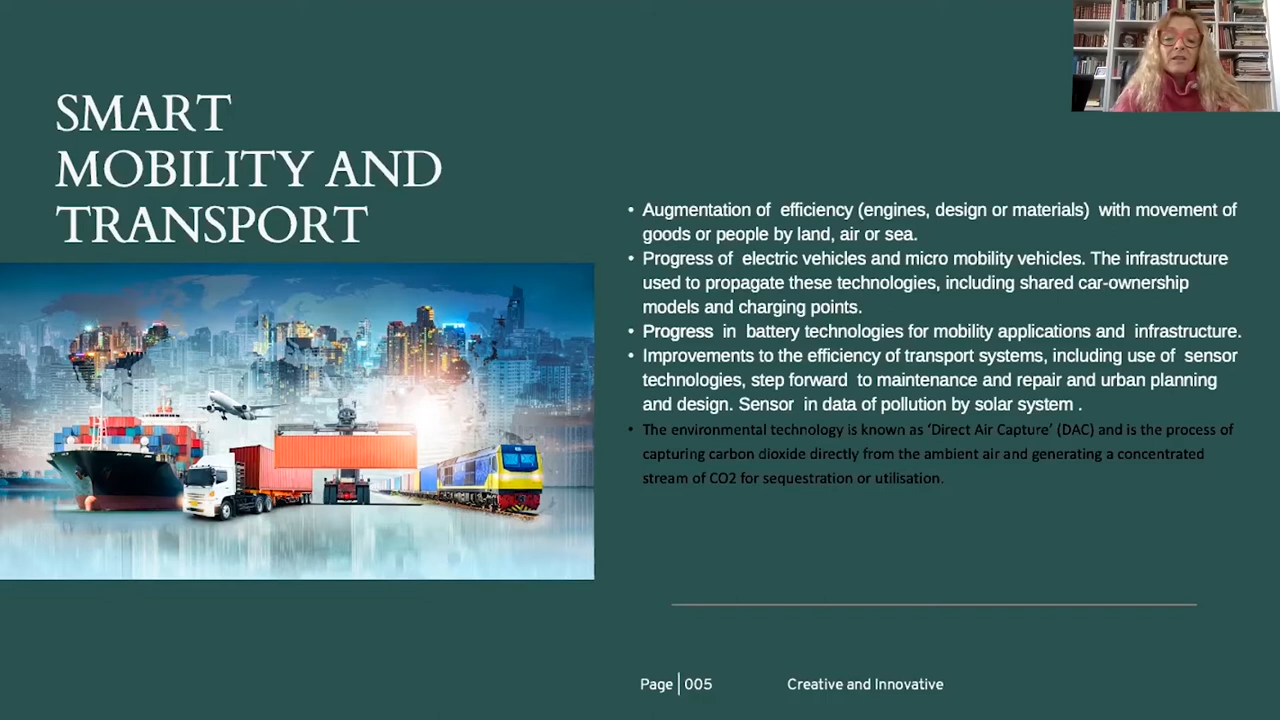 SMART
MOBILITY AND
TRANSPORT
• Augmentation of efficiency (engines, design or materials) with movement of
goods or people by land, air or sea.
• Progress of electric vehicles and micro mobility vehicles. The infrastructure
used to propagate these technologies, including shared car-ownership
models and charging points.
• Progress in battery technologies for mobility applications and infrastructure.
• Improvements to the efficiency of transport systems, including use of sensor
technologies, step forward to maintenance and repair and urban planning
and design. Sensor in data of pollution by solar system .
• The environmental technology is known as ‘Direct Air Capture’ (DAC) and is the process of
capturing carbon dioxide directly from the ambient air and generating a concentrated
stream of CO2 for sequestration or utilisation.
Page | 005 Creative and Innovative